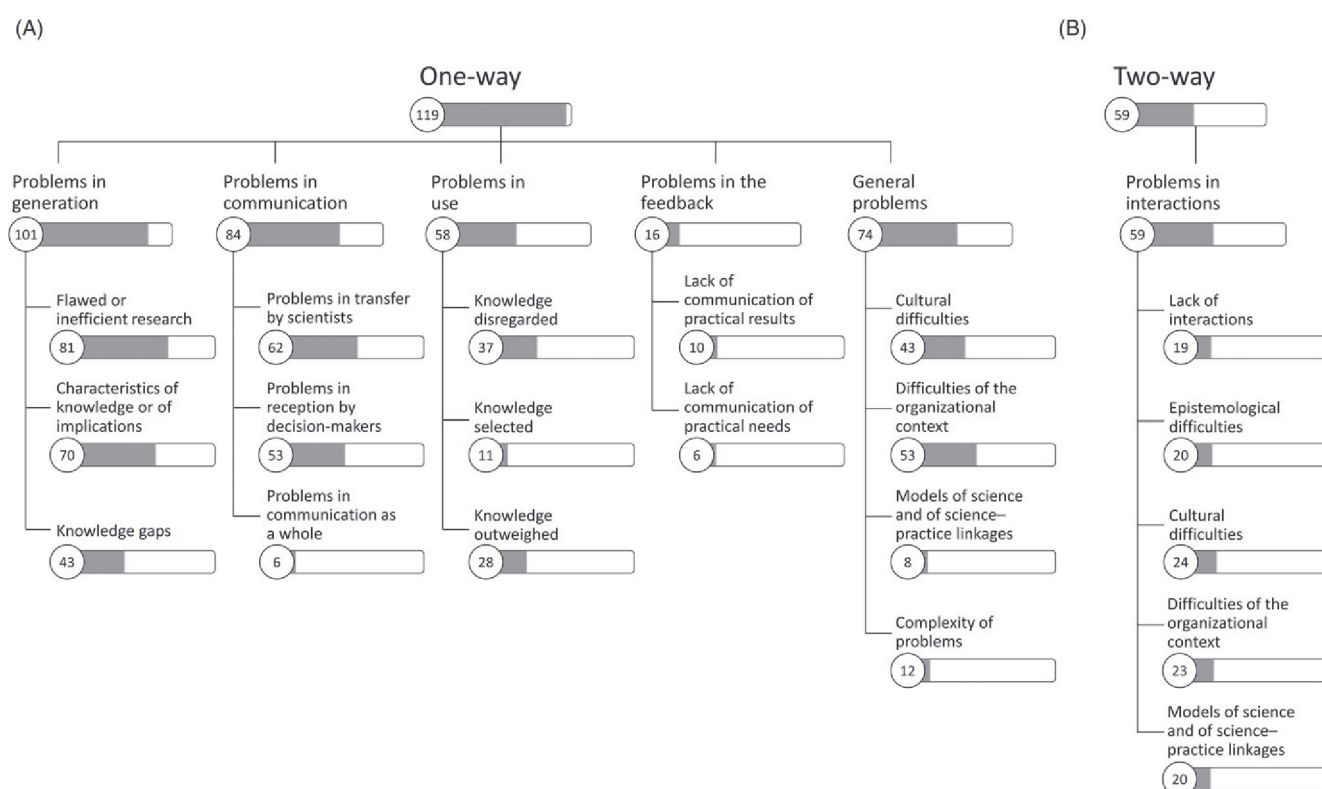 (A)
One-way
119
Problems in
generation
101
Flawed or
inefficient research
81
Characteristics of
knowledge or of
implications
70
Knowledge gaps
43
Problems in
communication
84
Problems in transfer
by scientists
62
Problems in
reception by
decision-makers
53
Problems in
communication as
a whole
6
Problems in
use
58
Knowledge
disregarded
37
Knowledge
selected
11
Knowledge
outweighed
28
Problems in the
feedback
16
Lack of
communication of
practical results
10
Lack of
communication of
practical needs
6
General
problems
74
Cultural
difficulties
43
Difficulties of the
organizational
context
53
Models of science
and of science–
practice linkages
8
Complexity of
problems
12
(B)
Two-way
59
Problems in
interactions
59
Lack of
interactions
19
Epistemological
difficulties
20
Cultural
difficulties
24
Difficulties of the
organizational
context
23
Models of science
and of science–
practice linkages
20